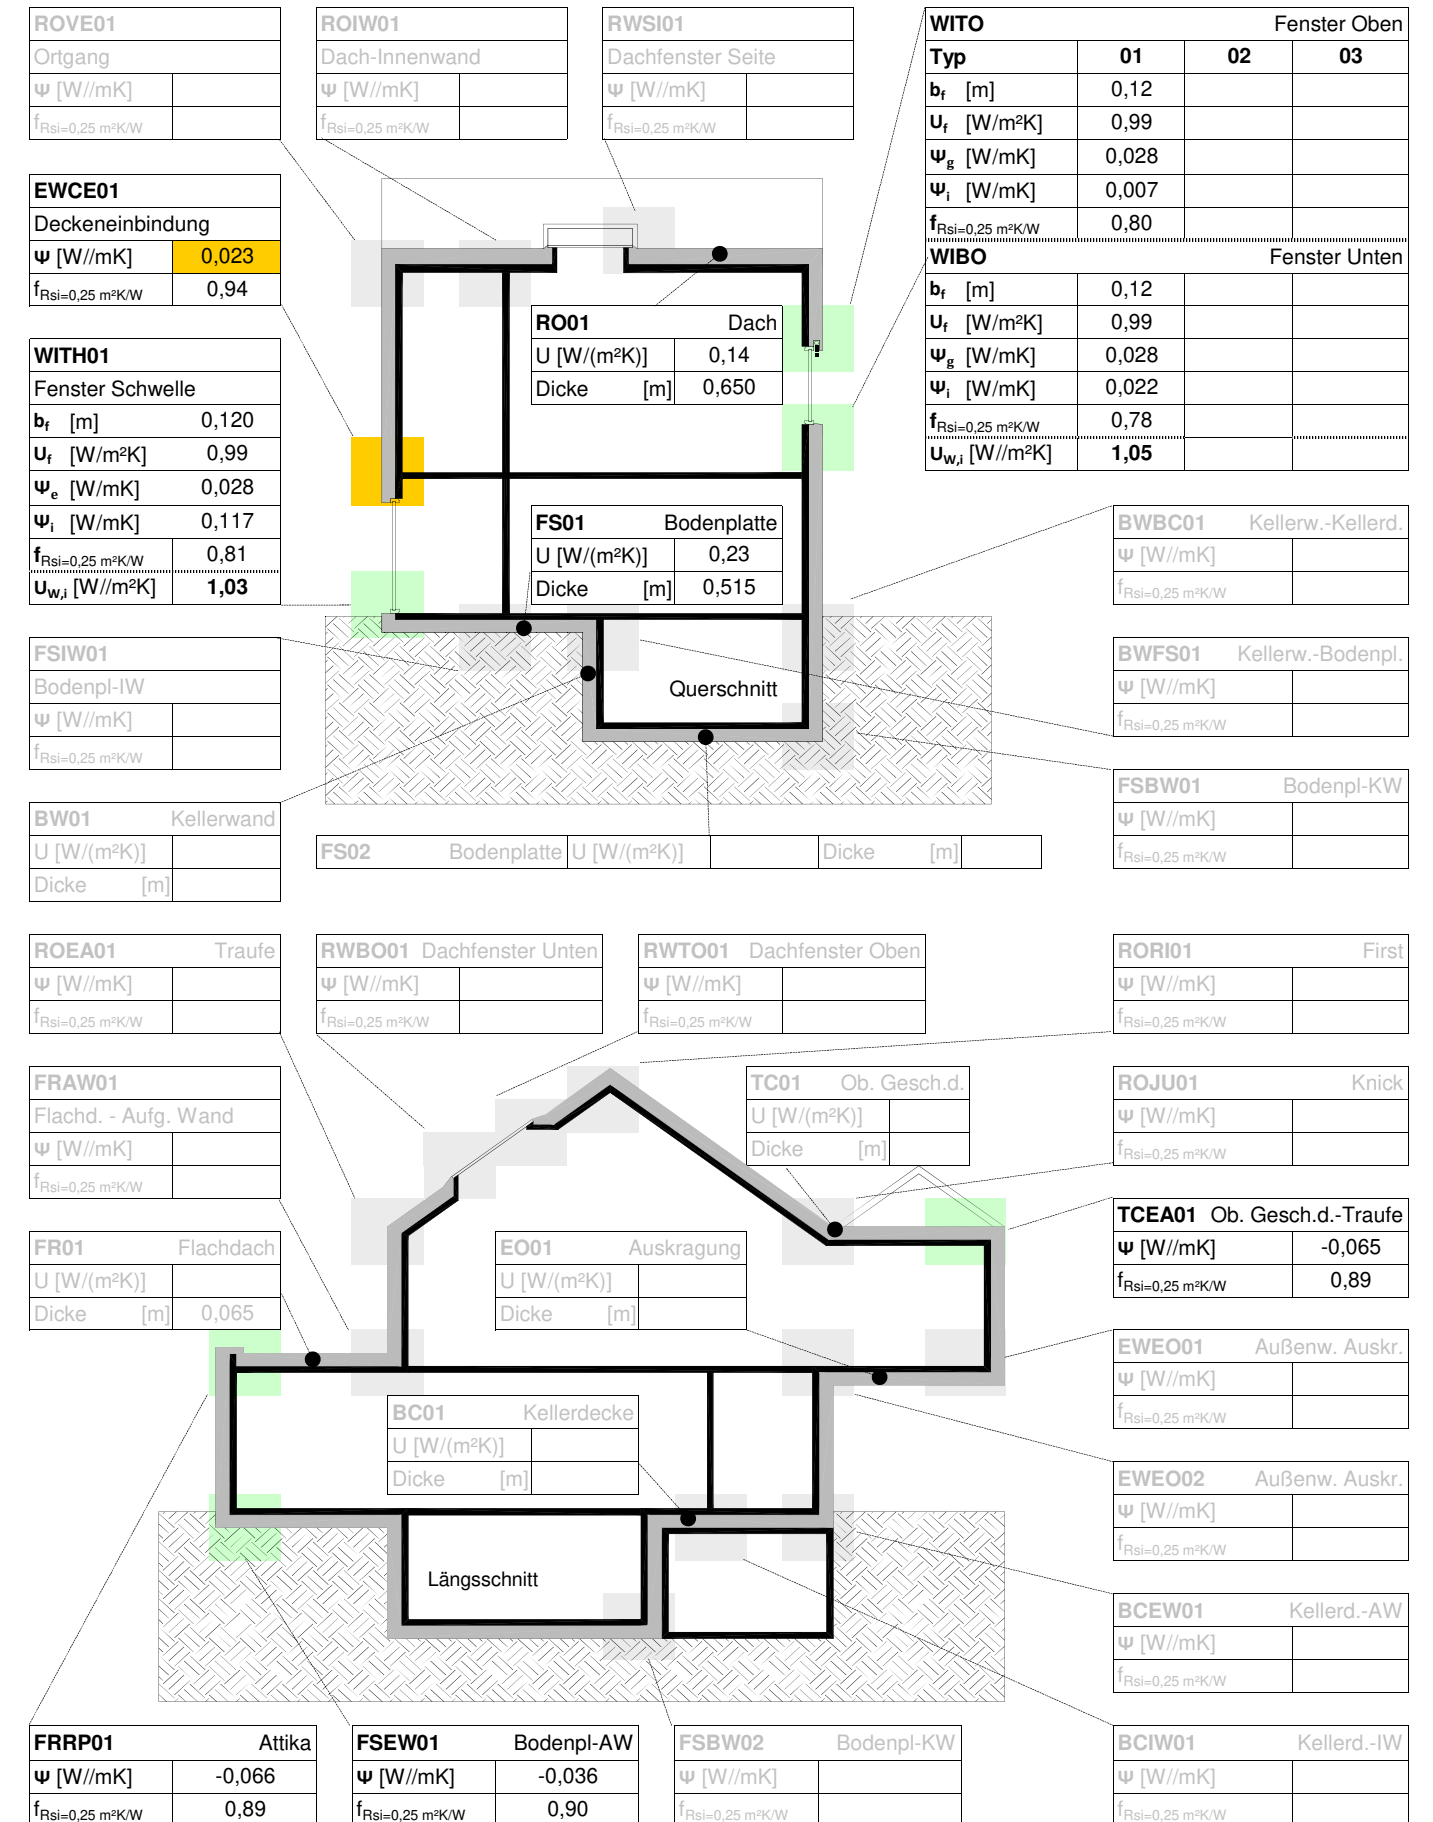 ROVE01
Ortgang
Ψ [W//mK]
fRsi=0,25 m²K/W
ROIW01
Dach-Innenwand
Ψ [W//mK]
fRsi=0,25 m²K/W
RWSI01
Dachfenster Seite
Ψ [W//mK]
fRsi=0,25 m²K/W
WITO Fenster Oben
Typ 01 02 03
bf [m] 0,12
Uf [W/m²K] 0,99
Ψg [W/mK] 0,028
Ψi [W/mK] 0,007
fRsi=0,25 m²K/W 0,80
WIBO Fenster Unten
bf [m] 0,12
Uf [W/m²K] 0,99
Ψg [W/mK] 0,028
Ψi [W/mK] 0,022
fRsi=0,25 m²K/W 0,78
UW,i [W//m²K] 1,05
EWCE01
Deckeneinbindung
Ψ [W//mK] 0,023
fRsi=0,25 m²K/W 0,94
RO01 Dach
U [W/(m²K)] 0,14
Dicke [m] 0,650
WITH01
Fenster Schwelle
bf [m] 0,120
Uf [W/m²K] 0,99
Ψe [W/mK] 0,028
Ψi [W/mK] 0,117
fRsi=0,25 m²K/W 0,81
UW,i [W//m²K] 1,03
FS01 Bodenplatte
U [W/(m²K)] 0,23
Dicke [m] 0,515
BWBC01 Kellerw.-Kellerd.
Ψ [W//mK]
fRsi=0,25 m²K/W
FSIW01
Bodenpl-IW
Ψ [W//mK]
fRsi=0,25 m²K/W
Querschnitt
BWFS01 Kellerw.-Bodenpl.
Ψ [W//mK]
fRsi=0,25 m²K/W
FSBW01 Bodenpl-KW
Ψ [W//mK]
fRsi=0,25 m²K/W
BW01 Kellerwand
U [W/(m²K)]
Dicke [m]
FS02 Bodenplatte U [W/(m²K)] Dicke [m]
ROEA01 Traufe
Ψ [W//mK]
fRsi=0,25 m²K/W
RWBO01 Dachfenster Unten
Ψ [W//mK]
fRsi=0,25 m²K/W
RWTO01 Dachfenster Oben
Ψ [W//mK]
fRsi=0,25 m²K/W
RORI01 First
Ψ [W//mK]
fRsi=0,25 m²K/W
FRAW01
Flachd. - Aufg. Wand
Ψ [W//mK]
fRsi=0,25 m²K/W
TC01 Ob. Gesch.d.
U [W/(m²K)]
Dicke [m]
ROJU01 Knick
Ψ [W//mK]
fRsi=0,25 m²K/W
TCEA01 Ob. Gesch.d.-Traufe
Ψ [W//mK] -0,065
fRsi=0,25 m²K/W 0,89
FR01 Flachdach
U [W/(m²K)]
Dicke [m] 0,065
EO01 Auskragung
U [W/(m²K)]
Dicke [m]
EWEO01 Außenw. Auskr.
Ψ [W//mK]
fRsi=0,25 m²K/W
BC01 Kellerdecke
U [W/(m²K)]
Dicke [m]
EWEO02 Außenw. Auskr.
Ψ [W//mK]
fRsi=0,25 m²K/W
Längsschnitt
BCEW01 Kellerd.-AW
Ψ [W//mK]
fRsi=0,25 m²K/W
FRRP01 Attika
Ψ [W//mK] -0,066
fRsi=0,25 m²K/W 0,89
FSEW01 Bodenpl-AW
Ψ [W//mK] -0,036
fRsi=0,25 m²K/W 0,90
FSBW02 Bodenpl-KW
Ψ [W//mK]
fRsi=0,25 m²K/W
BCIW01 Kellerd.-IW
Ψ [W//mK]
fRsi=0,25 m²K/W